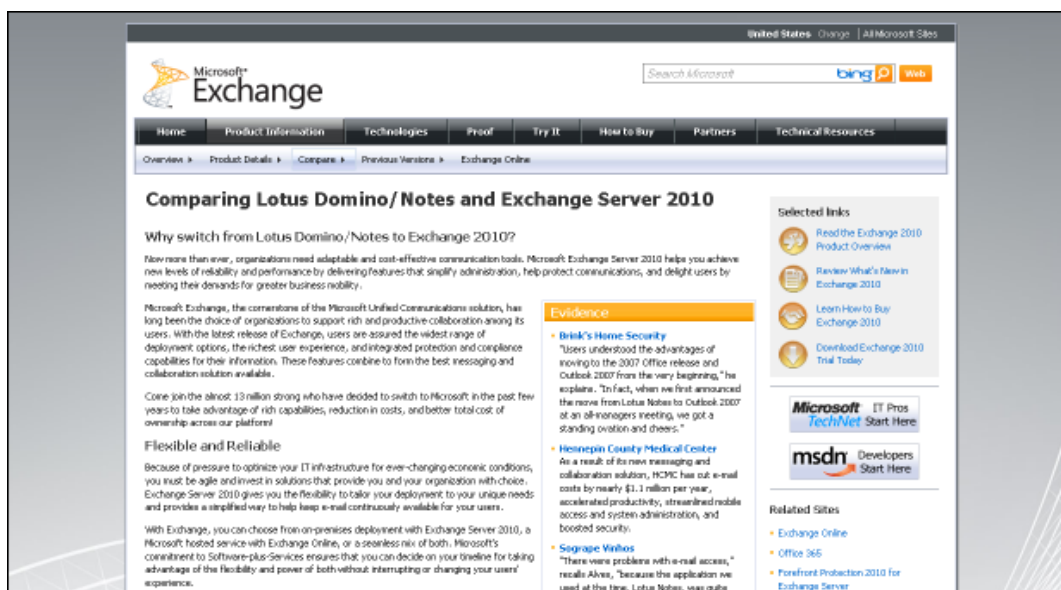 United States Change | All Microsoft Sites
Microsoft®
Exchange
Search Microsoft
bing
Web
Home Product Information Technologies Proof Try It How to Buy Partners Technical Resources
Overview Product Details Compare Previous Versions Exchange Online
Comparing Lotus Domino/Notes and Exchange Server 2010
Why switch from Lotus Domino/Notes to Exchange 2010?
Now more than ever, organizations need adaptable and cost-effective communication tools. Microsoft Exchange Server 2010 helps you achieve
new levels of reliability and performance by delivering features that simplify administration, help protect communications, and delight users by
meeting their demands for greater business mobility.
Microsoft Exchange, the cornerstone of the Microsoft Unified Communications solution, has
long been the choice of organizations to support rich and productive collaboration among its
users. With the latest release of Exchange, users are assured the widest range of
deployment options, the richest user experience, and integrated protection and compliance
capabilities for their information. These features combine to form the best messaging and
collaboration solution available.
Come join the almost 13 million strong who have decided to switch to Microsoft in the past few
years to take advantage of rich capabilities, reduction in costs, and better total cost of
ownership across our platform!
Flexible and Reliable
Because of pressure to optimize your IT infrastructure for ever-changing economic conditions,
you must be agile and invest in solutions that provide you and your organization with choice.
Exchange Server 2010 gives you the flexibility to tailor your deployment to your unique needs
and provides a simplified way to help keep e-mail continuously available for your users.
With Exchange, you can choose from on-premises deployment with Exchange Server 2010, a
Microsoft hosted service with Exchange Online, or a seamless mix of both. Microsoft's
commitment to Software-plus-Services ensures that you can decide on your timeline for taking
advantage of the flexibility and power of both without interrupting or changing your users'
experience.
Evidence
Brink's Home Security
"Users understood the advantages of
moving to the 2007 Office release and
Outlook 2007 from the very beginning," he
explains. "In fact, when we first announced
the move from Lotus Notes to Outlook 2007
at an all-managers meeting, we got a
standing ovation and cheers."
Hennepin County Medical Center
As a result of its new messaging and
collaboration solution, HCMC has cut e-mail
costs by nearly $1.1 million per year,
accelerated productivity, streamlined mobile
access and system administration, and
boosted security.
Sogrape Vinhos
"There were problems with e-mail access,"
recalls Alves, "because the application we
used at the time, Lotus Notes, was quite
Selected links
Read the Exchange 2010
Product Overview
Review What's New in
Exchange 2010
Learn How to Buy
Exchange 2010
Download Exchange 2010
Trial Today
Microsoft IT Pros
TechNet Start Here
msdn Developers
Start Here
Related Sites
Exchange Online
Office 365
Forefront Protection 2010 for
Exchange Server